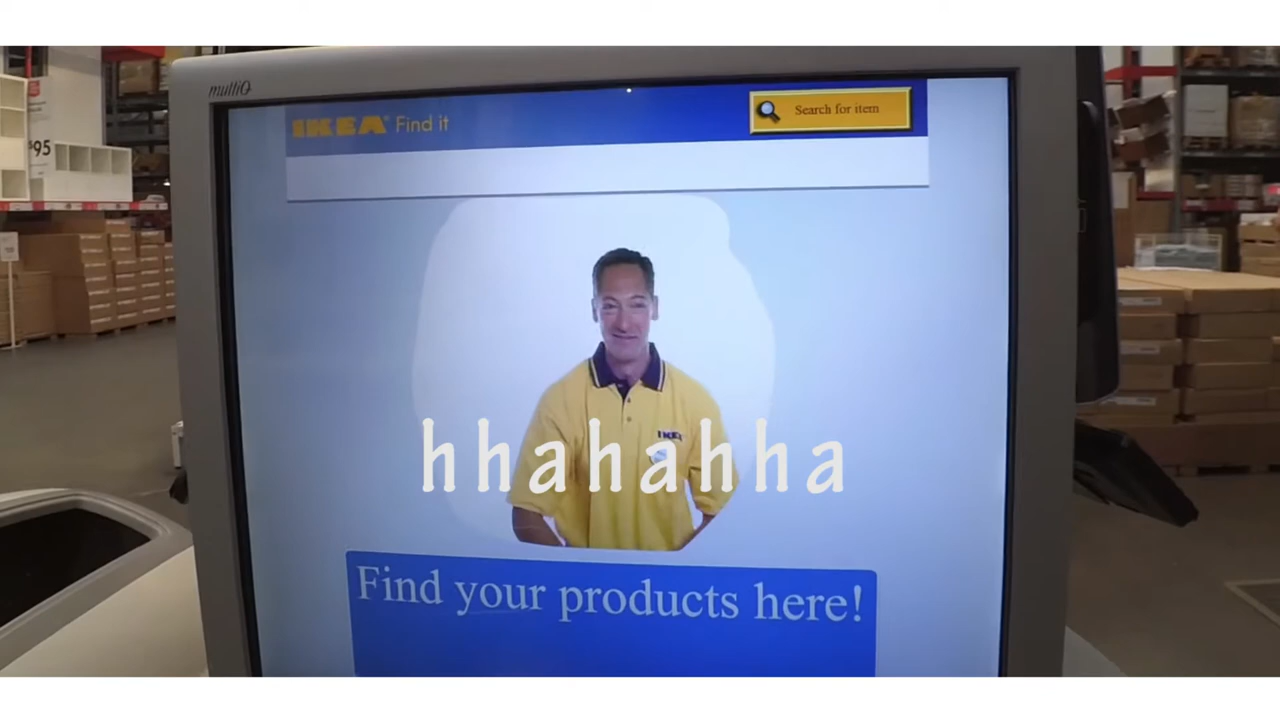 multiQ
IKEA® Find it
Search for item
95
IKEA
hhahahha
Find your products here!